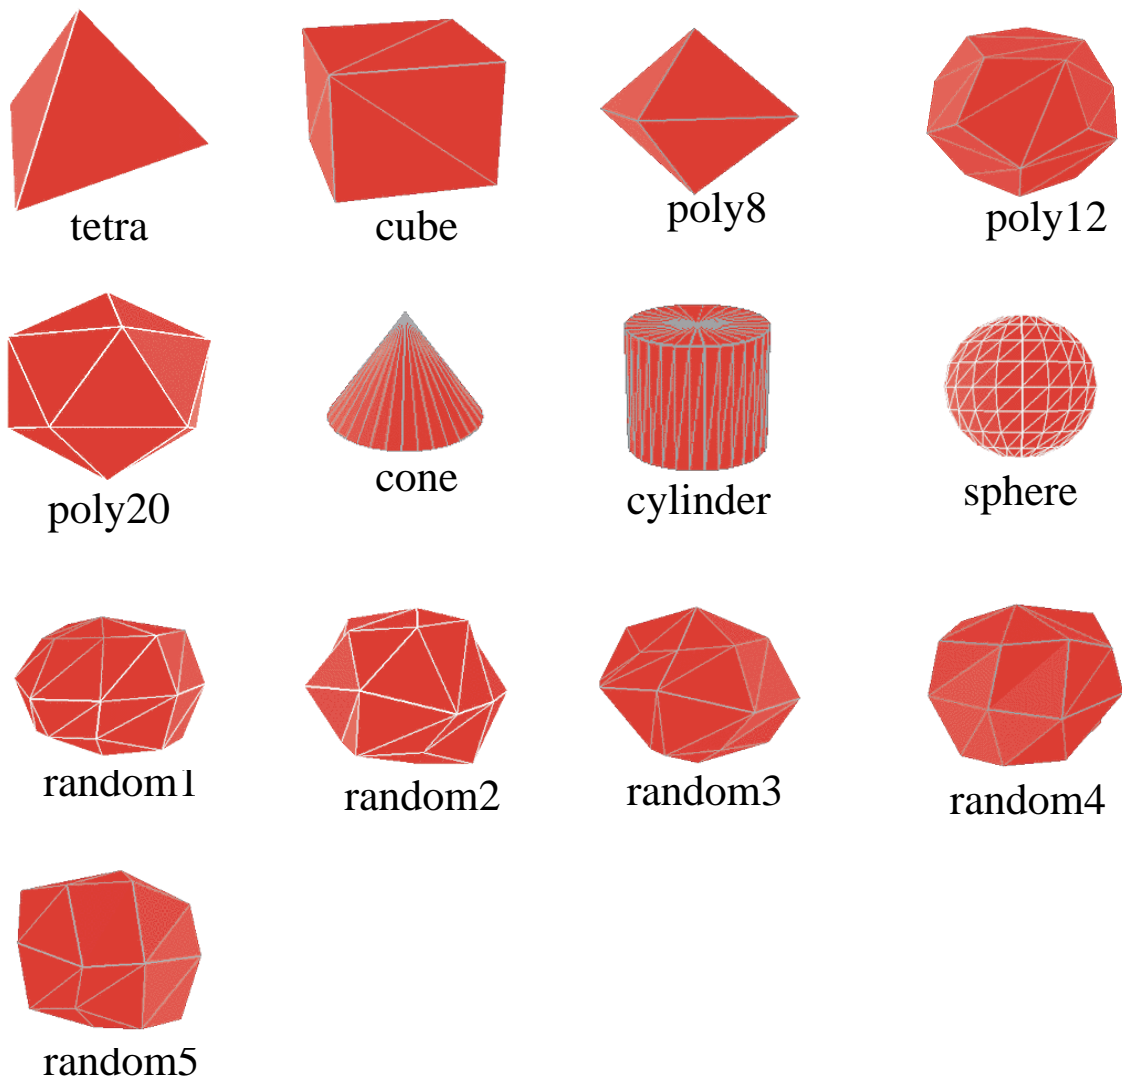 tetra
cube
poly8
poly12
poly20
cone
cylinder
sphere
random1
random2
random3
random4
random5